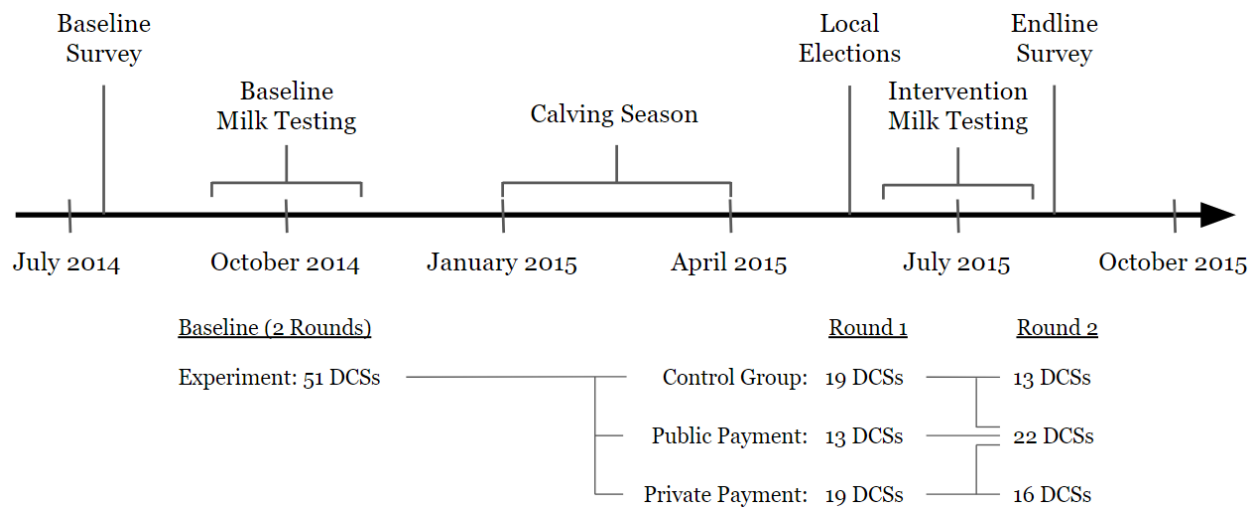 Baseline
Survey
Baseline
Milk Testing
Calving Season
Local
Elections
Intervention
Milk Testing
Endline
Survey
July 2014
October 2014
January 2015
April 2015
July 2015
October 2015
Baseline (2 Rounds)
Round 1
Round 2
Experiment: 51 DCSs
Control Group: 19 DCSs
13 DCSs
Public Payment: 13 DCSs
22 DCSs
Private Payment: 19 DCSs
16 DCSs